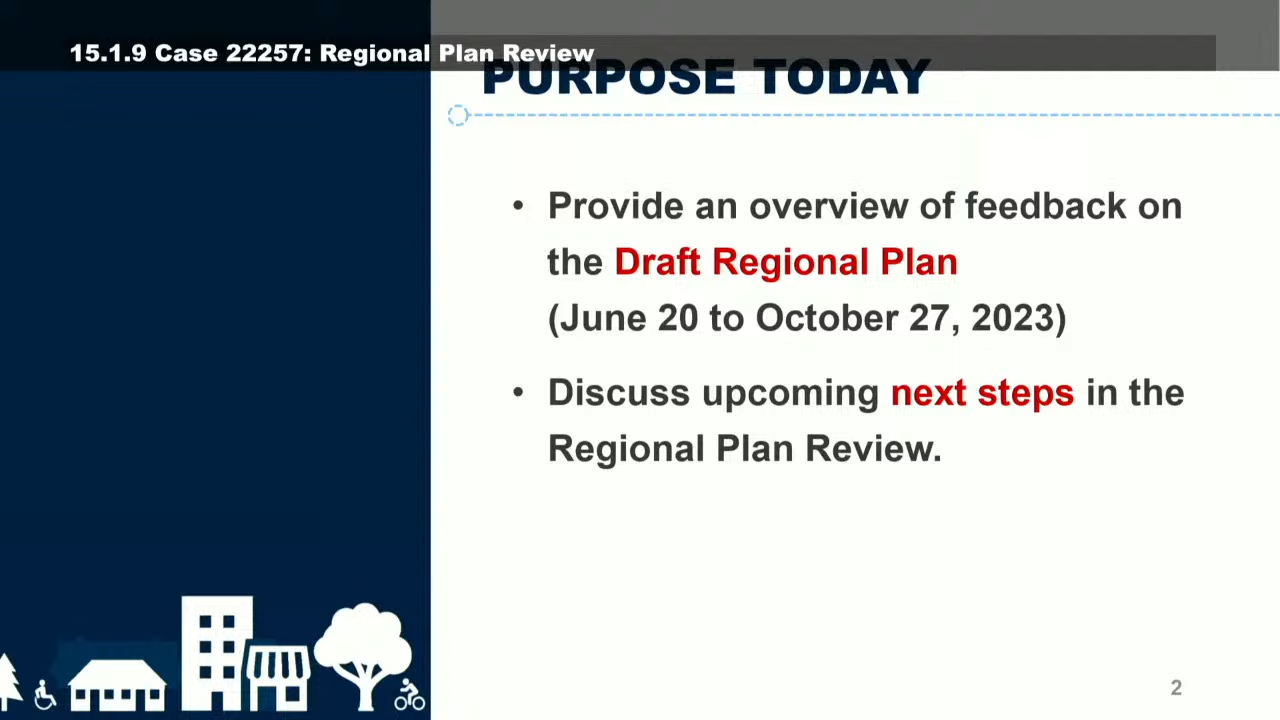 15.1.9 Case 22257: Regional Plan Review
PURPOSE TODAY
• Provide an overview of feedback on
the Draft Regional Plan
(June 20 to October 27, 2023)
• Discuss upcoming next steps in the
Regional Plan Review.
2